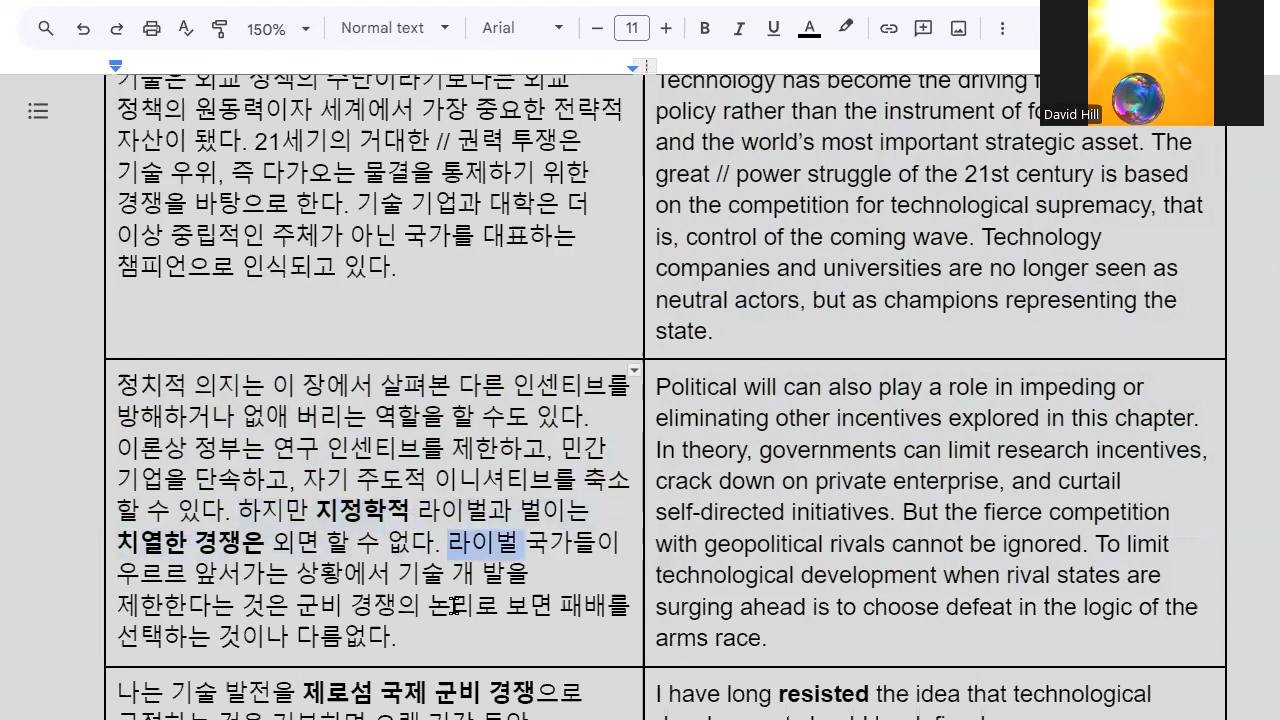 150%
Normal text
Arial
11
B I U A
David Hill
기술은 외교 정책의 수단이라기보다는 외교
정책의 원동력이자 세계에서 가장 중요한 전략적
자산이 됐다. 21세기의 거대한 // 권력 투쟁은
기술 우위, 즉 다가오는 물결을 통제하기 위한
경쟁을 바탕으로 한다. 기술 기업과 대학은 더
이상 중립적인 주체가 아닌 국가를 대표하는
챔피언으로 인식되고 있다.
Technology has become the driving
policy rather than the instrument of
and the world’s most important strategic asset. The
great // power struggle of the 21st century is based
on the competition for technological supremacy, that
is, control of the coming wave. Technology
companies and universities are no longer seen as
neutral actors, but as champions representing the
state.
정치적 의지는 이 장에서 살펴본 다른 인센티브를
방해하거나 없애 버리는 역할을 할 수도 있다.
이론상 정부는 연구 인센티브를 제한하고, 민간
기업을 단속하고, 자기 주도적 이니셔티브를 축소
할 수 있다. 하지만 지정학적 라이벌과 벌이는
치열한 경쟁은 외면 할 수 없다. 라이벌 국가들이
우르르 앞서가는 상황에서 기술 개 발을
제한한다는 것은 군비 경쟁의 논리로 보면 패배를
선택하는 것이나 다름없다.
Political will can also play a role in impeding or
eliminating other incentives explored in this chapter.
In theory, governments can limit research incentives,
crack down on private enterprise, and curtail
self-directed initiatives. But the fierce competition
with geopolitical rivals cannot be ignored. To limit
technological development when rival states are
surging ahead is to choose defeat in the logic of the
arms race.
나는 기술 발전을 제로섬 국제 군비 경쟁으로
I have long resisted the idea that technological